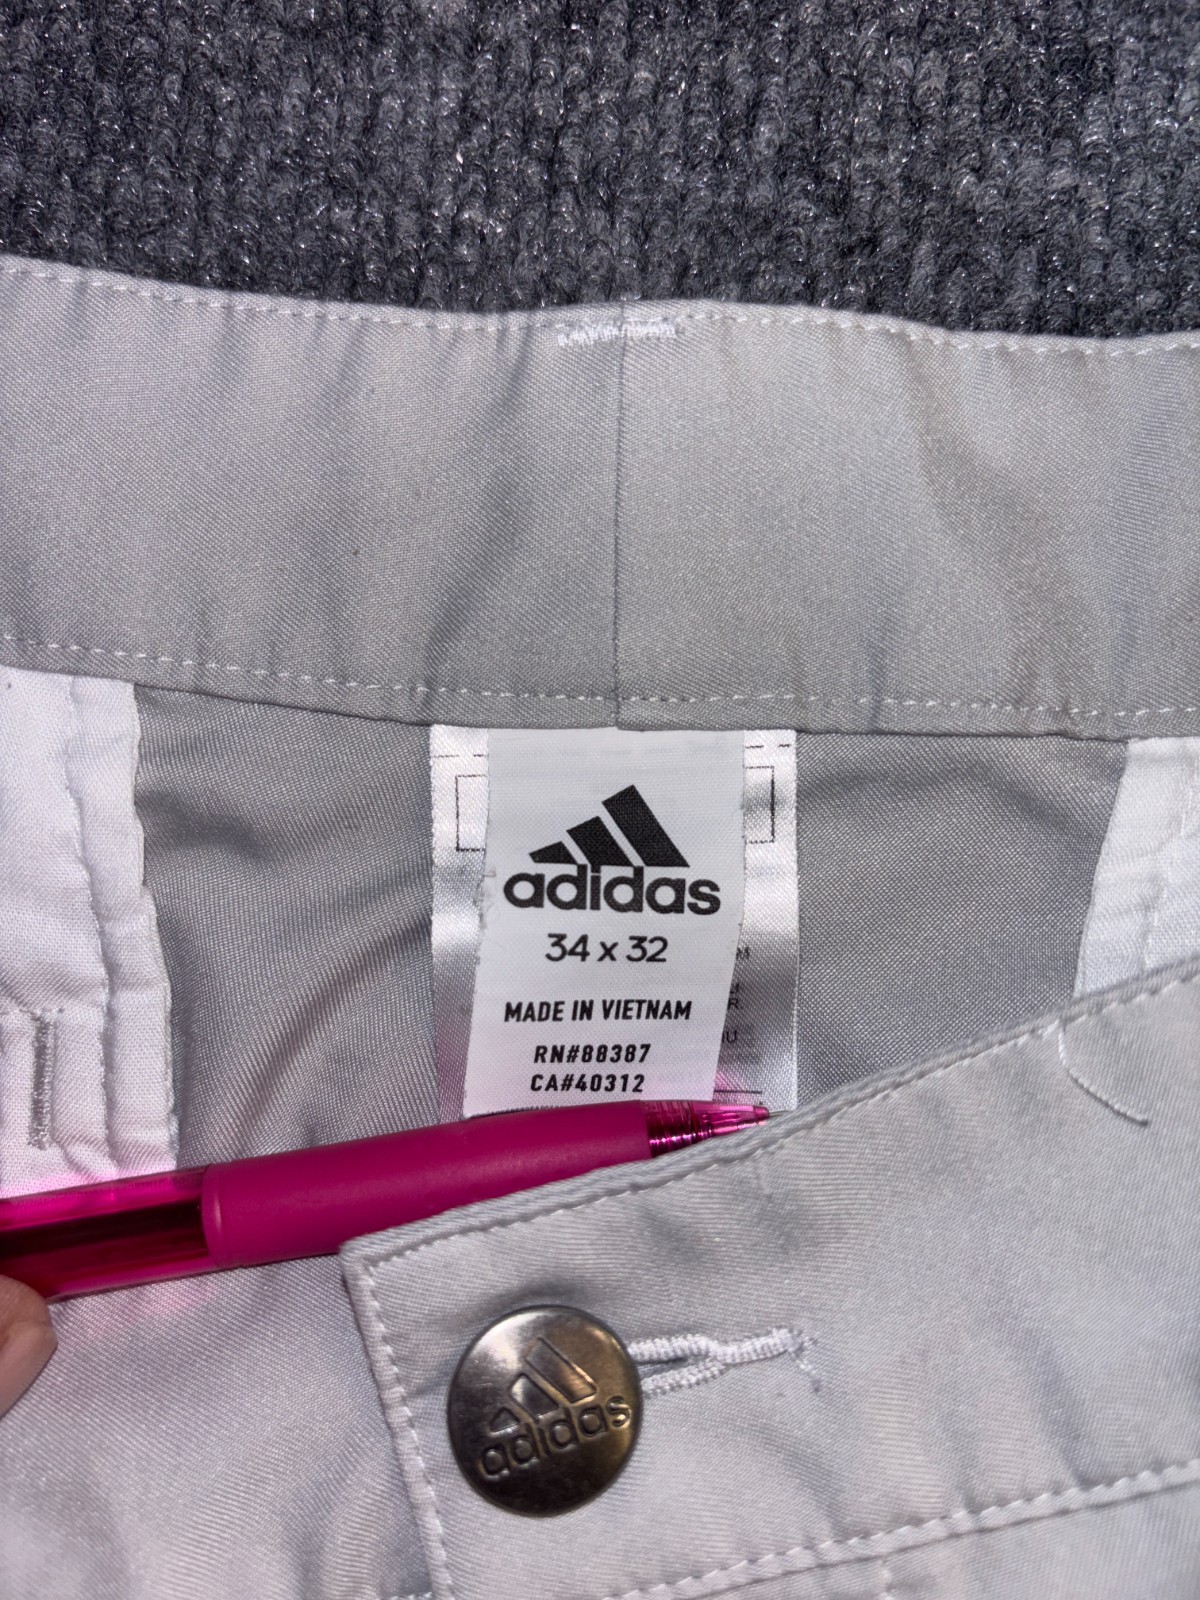 adidas
34 x 32
MADE IN VIETNAM
RN#88387
CA#40312
adidas